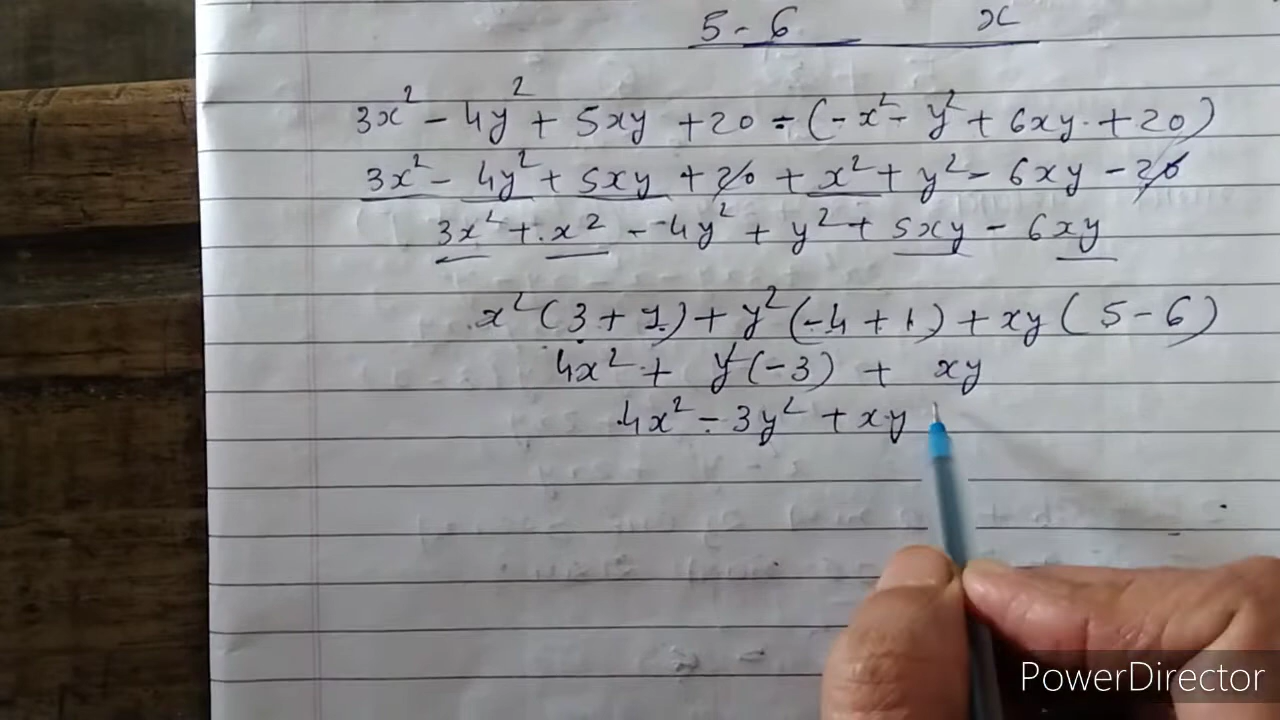 5 - 6 x
3x² - 4y² + 5xy + 20 - (-x² - y² + 6xy + 20)
3x² - 4y² + 5xy + 20 + x² + y² - 6xy - 20
3x² + x² - 4y² + y² + 5xy - 6xy
x²(3 + 1) + y²(-4 + 1) + xy(5 - 6)
4x² + y²(-3) + xy
4x² - 3y² + xy
PowerDirector